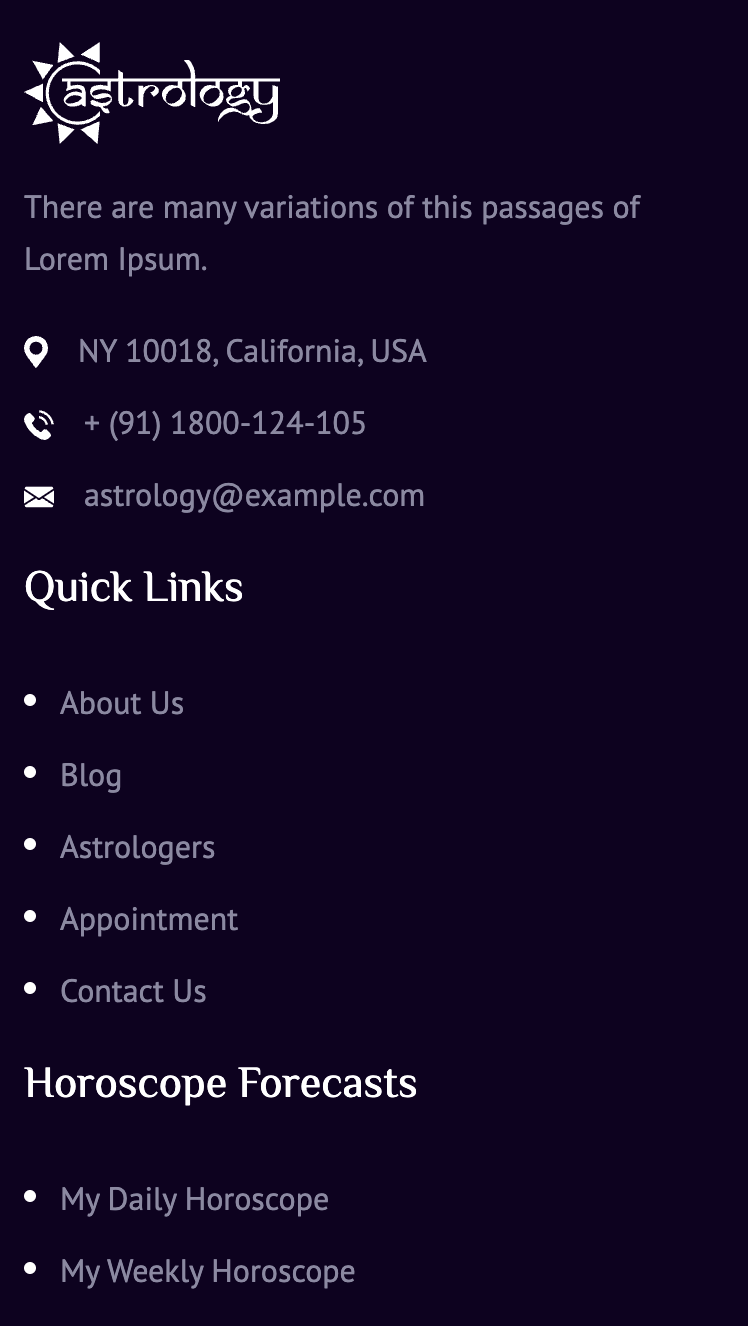 astrology
There are many variations of this passages of
Lorem Ipsum.
NY 10018, California, USA
+ (91) 1800-124-105
astrology@example.com
Quick Links
About Us
Blog
Astrologers
Appointment
Contact Us
Horoscope Forecasts
My Daily Horoscope
My Weekly Horoscope